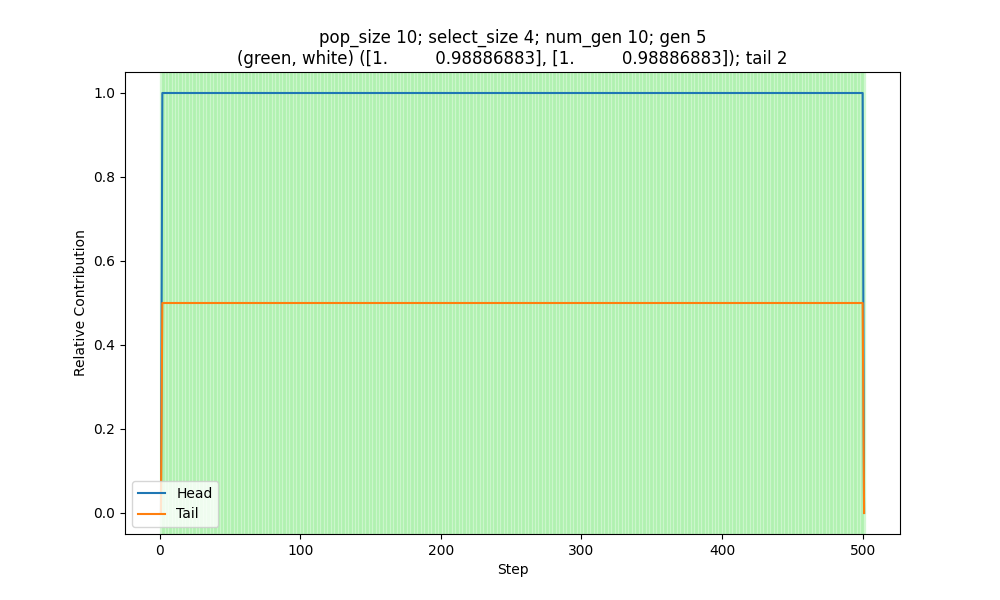 pop_size 10; select_size 4; num_gen 10; gen 5
(green, white) ([1.         0.98886883], [1.         0.98886883]); tail 2
1.0
0.8
0.6
0.4
0.2
0.0
Relative Contribution
Head
Tail
0
100
200
300
400
500
Step